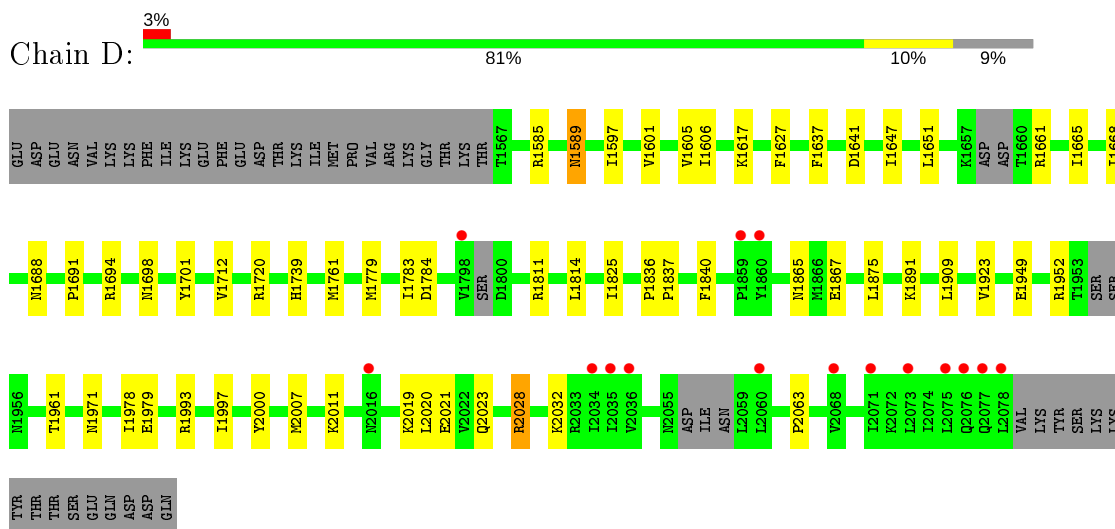 3%
Chain D:
81% 10% 9%
GLU ASP GLU ASN VAL LYS LYS PHE ILE LYS GLU PHE GLU ASP THR LYS ILE MET PRO VAL ARG LYS GLY THR LYS THR T1567 R1585 N1589 I1597 V1601 V1605 I1606 K1617 F1627 F1637 D1641 I1647 L1651 K1657 ASP ASP T1660 R1661 I1665 I1668
N1688 P1691 R1694 N1698 Y1701 V1712 R1720 H1739 M1761 M1779 I1783 D1784 V1798 SER D1800 R1811 L1814 I1825 P1836 P1837 F1840 P1859 Y1860 N1865 M1866 E1867 L1875 K1891 L1909 V1923 E1949 R1952 T1953 SER SER
N1956 T1961 N1971 I1978 E1979 R1993 I1997 Y2000 M2007 K2011 N2016 K2019 L2020 E2021 V2022 Q2023 R2028 K2032 R2033 I2034 I2035 V2036 N2055 ASP ILE ASN L2059 L2060 P2063 V2068 I2071 K2072 L2073 I2074 L2075 Q2076 Q2077 L2078 VAL LYS TYR SER LYS LYS
TYR THR THR SER GLU GLN ASP ASP GLN